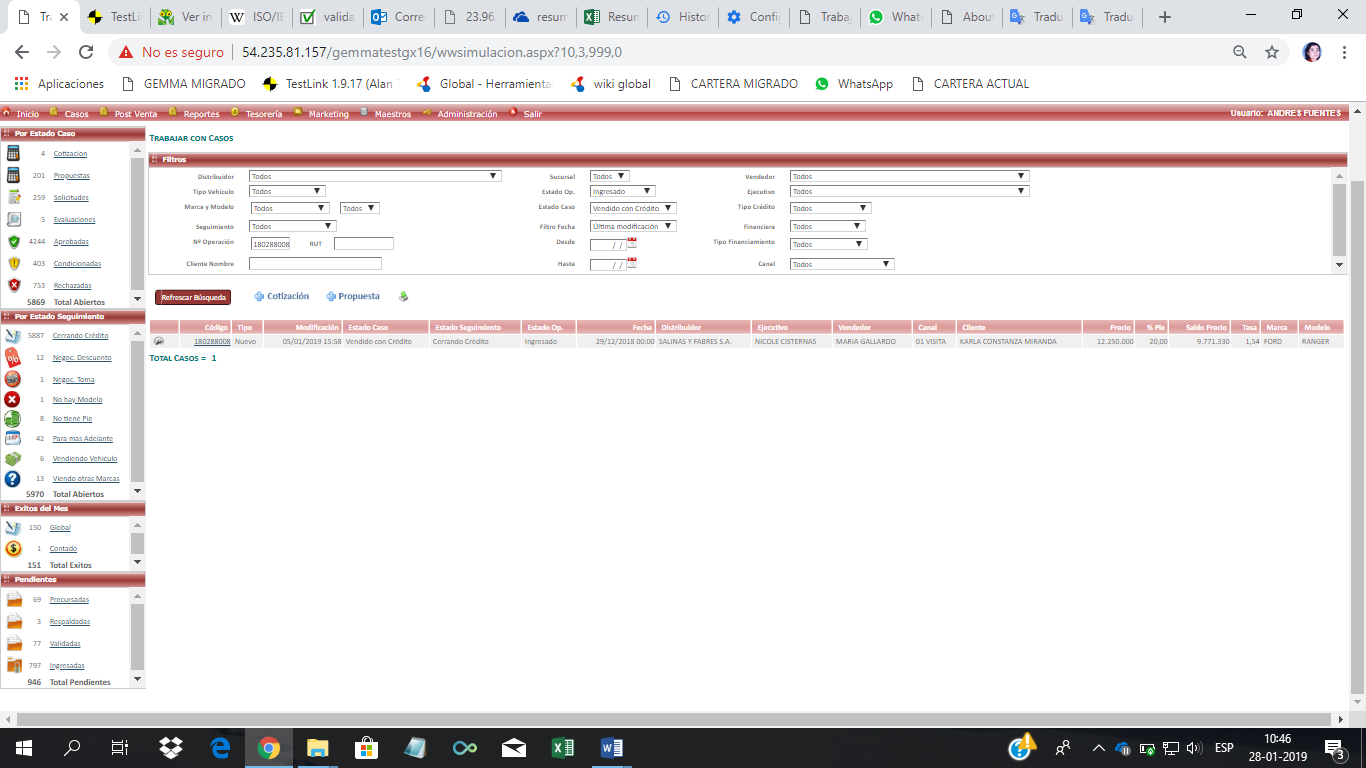 Tr TestLi Ver in ISO/IE valida Corre 23.96 resum Resun Histor Config Trabaj Whats About Tradu Tradu
No es seguro 54.235.81.157/gemmatestgx16/wwsimulacion.aspx?10,3,999,0
Aplicaciones GEMMA MIGRADO TestLink 1.9.17 (Alan Global - Herramienta wiki global CARTERA MIGRADO WhatsApp CARTERA ACTUAL
Inicio Casos Post Venta Reportes Tesorería Marketing Maestros Administración Salir Usuario: ANDRES FUENTES
Por Estado Caso
4 Cotizacion
201 Propuestas
259 Solicitudes
5 Evaluaciones
4244 Aprobadas
403 Condicionadas
753 Rechazadas
5869 Total Abiertos
Por Estado Seguimiento
5887 Cerrando Crédito
12 Negoc. Descuento
1 Negoc. Toma
1 No hay Modelo
8 No tiene Pie
42 Para mas Adelante
6 Vendiendo Vehículo
13 Viendo otras Marcas
5970 Total Abiertos
Exitos del Mes
150 Global
1 Contado
151 Total Exitos
Pendientes
69 Precursadas
3 Respaldadas
77 Validadas
797 Ingresadas
946 Total Pendientes
TRABAJAR CON CASOS
Filtros
Distribuidor Todos Sucursal Todos Vendedor Todos
Tipo Vehículo Todos Estado Op. Ingresado Ejecutivo Todos
Marca y Modelo Todos Todos Estado Caso Vendido con Crédito Tipo Crédito Todos
Seguimiento Todos Filtro Fecha Última modificación Financiera Todos
Nº Operación 180288008 RUT Desde / / Tipo Financiamiento Todos
Cliente Nombre Hasta / / Canal Todos
Refrescar Búsqueda Cotización Propuesta
Código Tipo Modificación Estado Caso Estado Seguimiento Estado Op. Fecha Distribuidor Ejecutivo Vendedor Canal Cliente Precio % Pie Saldo Precio Tasa Marca Modelo
180288008 Nuevo 05/01/2019 15:58 Vendido con Crédito Cerrando Crédito Ingresado 29/12/2018 00:00 SALINAS Y FABRES S.A. NICOLE CISTERNAS MARIA GALLARDO 01 VISITA KARLA CONSTANZA MIRANDA 12.250.000 20,00 9.771.330 1,54 FORD RANGER
TOTAL CASOS = 1
ESP
10:46
28-01-2019
3